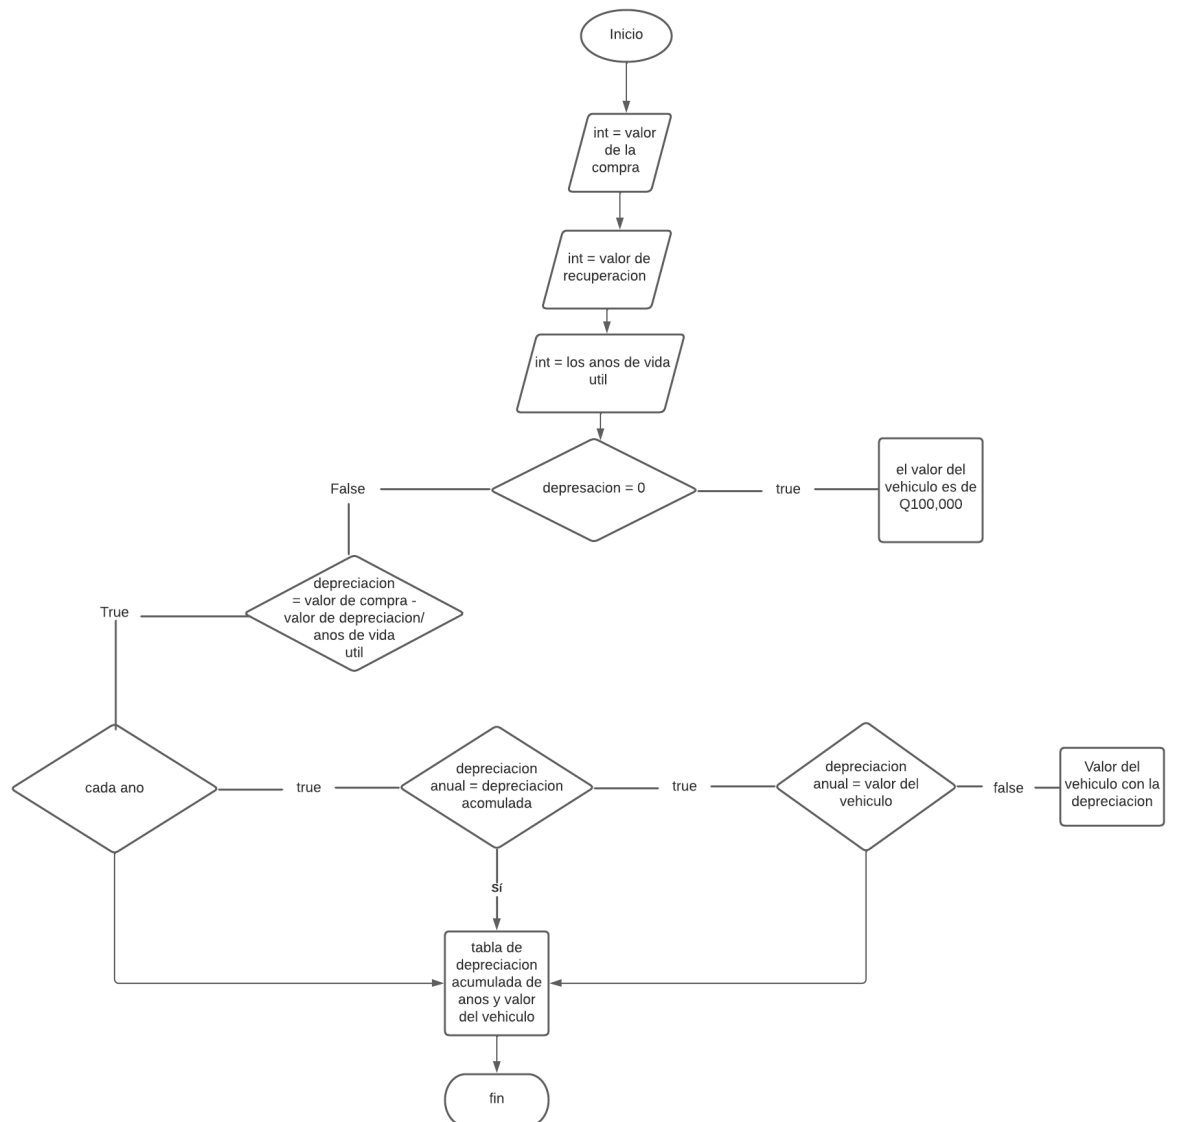 Inicio
int = valor
de la
compra
int = valor de
recuperacion
int = los anos de vida
util
depresacion = 0
False
true
el valor del
vehiculo es de
Q100,000
depreciacion
= valor de compra -
valor de depreciacion/
anos de vida
util
True
cada ano
true
depreciacion
anual = depreciacion
acomulada
true
depreciacion
anual = valor del
vehiculo
false
Valor del
vehiculo con la
depreciacion
Sí
tabla de
depreciacion
acumulada de
anos y valor
del vehiculo
fin